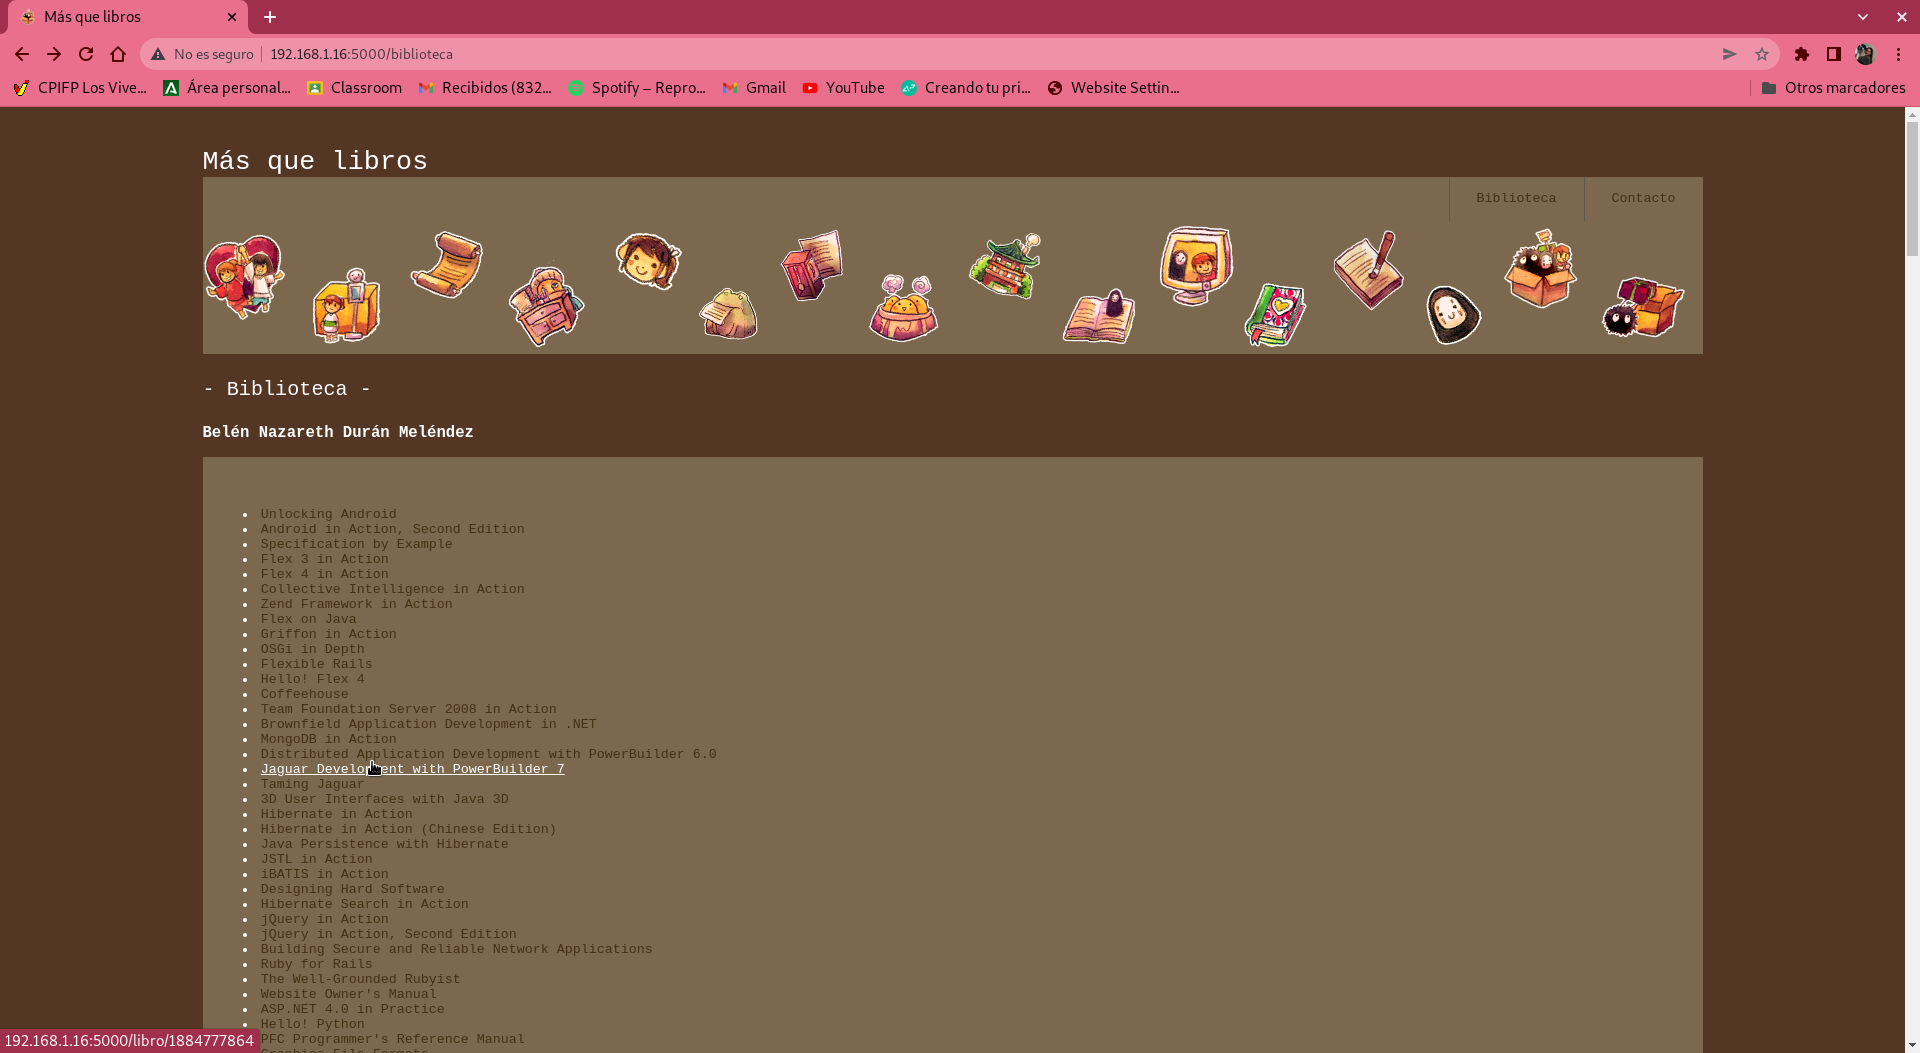 Más que libros
No es seguro 192.168.1.16:5000/biblioteca
CPIFP Los Vive... Área personal... Classroom Recibidos (832... Spotify – Repro... Gmail YouTube Creando tu pri... Website Settin... Otros marcadores
Más que libros
Biblioteca Contacto
- Biblioteca -
Belén Nazareth Durán Meléndez
Unlocking Android
Android in Action, Second Edition
Specification by Example
Flex 3 in Action
Flex 4 in Action
Collective Intelligence in Action
Zend Framework in Action
Flex on Java
Griffon in Action
OSGi in Depth
Flexible Rails
Hello! Flex 4
Coffeehouse
Team Foundation Server 2008 in Action
Brownfield Application Development in .NET
MongoDB in Action
Distributed Application Development with PowerBuilder 6.0
Jaguar Development with PowerBuilder 7
Taming Jaguar
3D User Interfaces with Java 3D
Hibernate in Action
Hibernate in Action (Chinese Edition)
Java Persistence with Hibernate
JSTL in Action
iBATIS in Action
Designing Hard Software
Hibernate Search in Action
jQuery in Action
jQuery in Action, Second Edition
Building Secure and Reliable Network Applications
Ruby for Rails
The Well-Grounded Rubyist
Website Owner's Manual
ASP.NET 4.0 in Practice
Hello! Python
PFC Programmer's Reference Manual
Graphics File Formats
192.168.1.16:5000/libro/1884777864